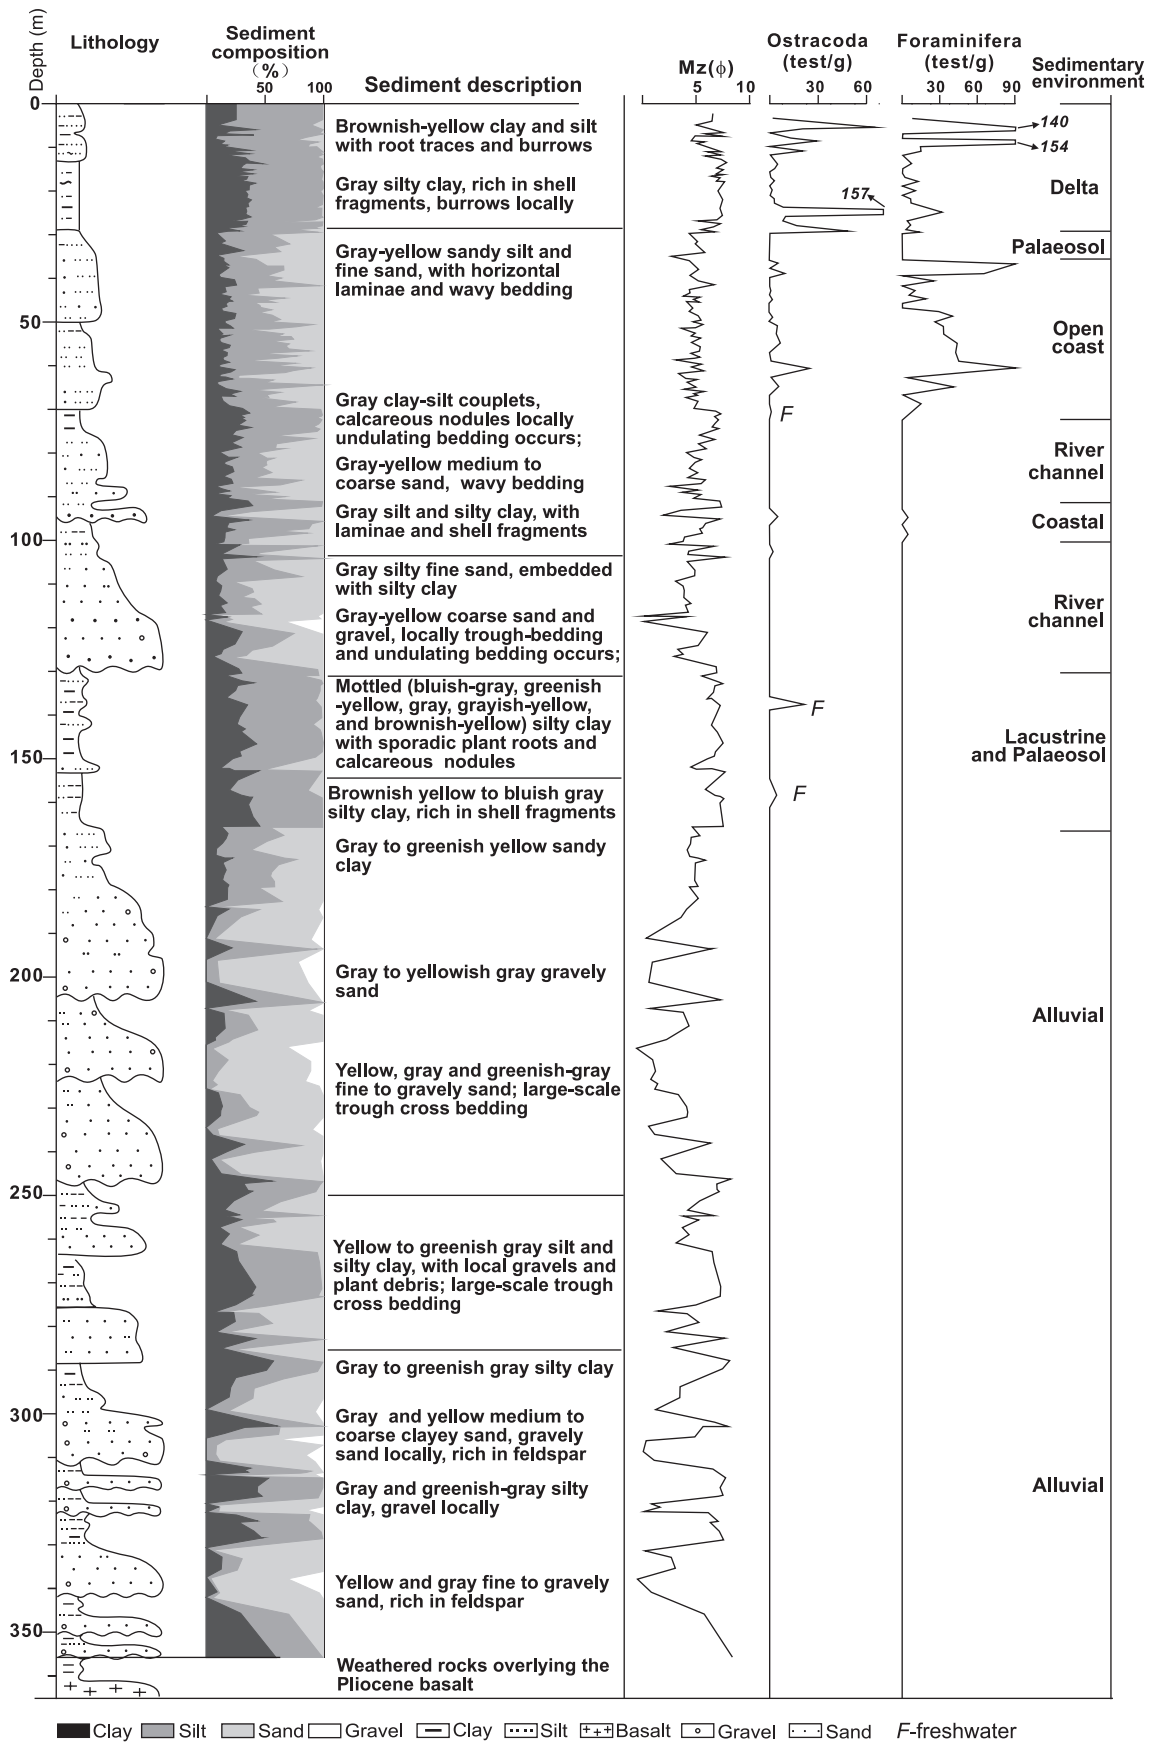 Depth (m)
Lithology
Sediment
composition
(%)
50 100
Sediment description
Mz(ϕ)
5 10
Ostracoda
(test/g)
30 60
Foraminifera
(test/g)
30 60 90
Sedimentary
environment
0
50
100
150
200
250
300
350
Brownish-yellow clay and silt
with root traces and burrows
Gray silty clay, rich in shell
fragments, burrows locally
Gray-yellow sandy silt and
fine sand, with horizontal
laminae and wavy bedding
Gray clay-silt couplets,
calcareous nodules locally
undulating bedding occurs;
Gray-yellow medium to
coarse sand, wavy bedding
Gray silt and silty clay, with
laminae and shell fragments
Gray silty fine sand, embedded
with silty clay
Gray-yellow coarse sand and
gravel, locally trough-bedding
and undulating bedding occurs;
Mottled (bluish-gray, greenish
-yellow, gray, grayish-yellow,
and brownish-yellow) silty clay
with sporadic plant roots and
calcareous nodules
Brownish yellow to bluish gray
silty clay, rich in shell fragments
Gray to greenish yellow sandy
clay
Gray to yellowish gray gravely
sand
Yellow, gray and greenish-gray
fine to gravely sand; large-scale
trough cross bedding
Yellow to greenish gray silt and
silty clay, with local gravels and
plant debris; large-scale trough
cross bedding
Gray to greenish gray silty clay
Gray and yellow medium to
coarse clayey sand, gravely
sand locally, rich in feldspar
Gray and greenish-gray silty
clay, gravel locally
Yellow and gray fine to gravely
sand, rich in feldspar
Weathered rocks overlying the
Pliocene basalt
157
F
F
F
140
154
Delta
Palaeosol
Open
coast
River
channel
Coastal
River
channel
Lacustrine
and Palaeosol
Alluvial
Alluvial
Clay Silt Sand Gravel Clay Silt Basalt Gravel Sand F-freshwater